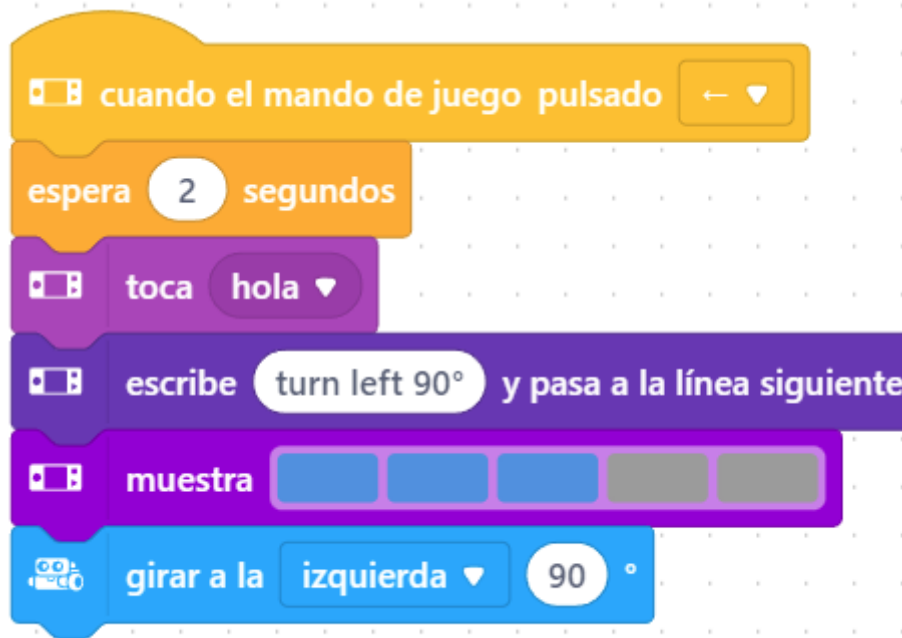 cuando el mando de juego pulsado ← ▼
espera 2 segundos
toca hola ▼
escribe turn left 90° y pasa a la línea siguiente
muestra
girar a la izquierda ▼ 90 °